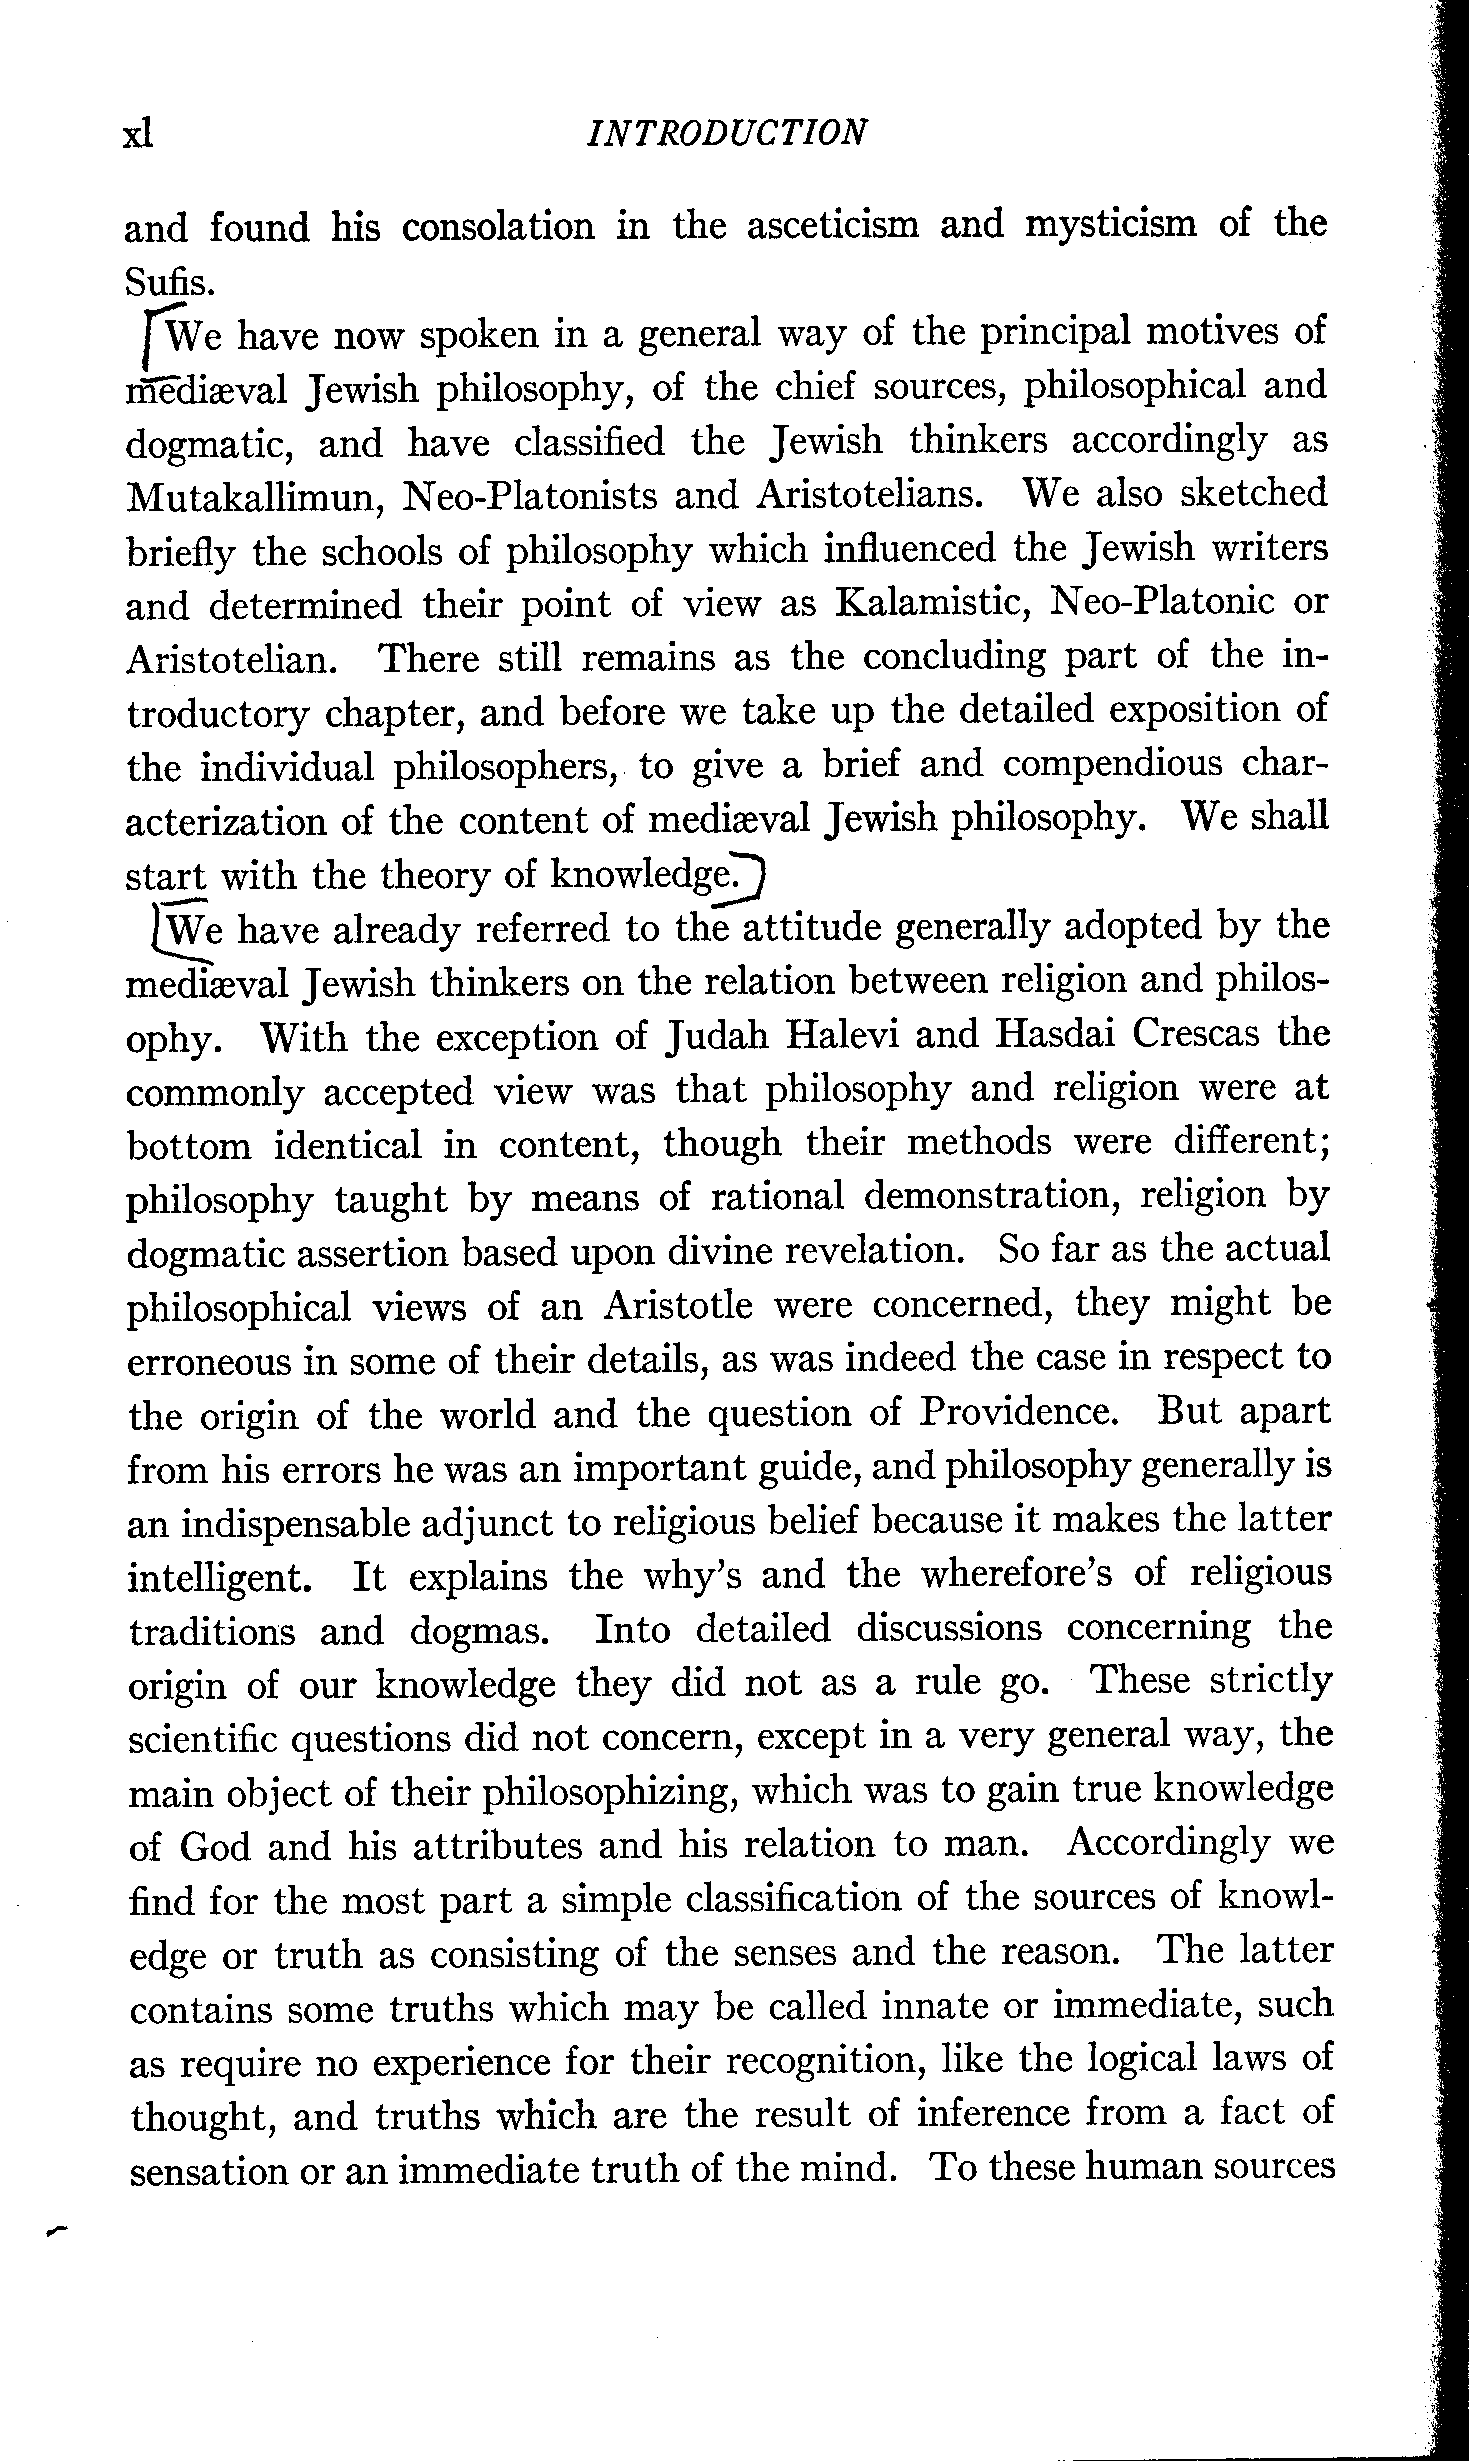 xl INTRODUCTION
and found his consolation in the asceticism and mysticism of the
Sufis.
We have now spoken in a general way of the principal motives of
mediæval Jewish philosophy, of the chief sources, philosophical and
dogmatic, and have classified the Jewish thinkers accordingly as
Mutakallimun, Neo-Platonists and Aristotelians. We also sketched
briefly the schools of philosophy which influenced the Jewish writers
and determined their point of view as Kalamistic, Neo-Platonic or
Aristotelian. There still remains as the concluding part of the in-
troductory chapter, and before we take up the detailed exposition of
the individual philosophers, to give a brief and compendious char-
acterization of the content of mediæval Jewish philosophy. We shall
start with the theory of knowledge.
We have already referred to the attitude generally adopted by the
mediæval Jewish thinkers on the relation between religion and philos-
ophy. With the exception of Judah Halevi and Hasdai Crescas the
commonly accepted view was that philosophy and religion were at
bottom identical in content, though their methods were different;
philosophy taught by means of rational demonstration, religion by
dogmatic assertion based upon divine revelation. So far as the actual
philosophical views of an Aristotle were concerned, they might be
erroneous in some of their details, as was indeed the case in respect to
the origin of the world and the question of Providence. But apart
from his errors he was an important guide, and philosophy generally is
an indispensable adjunct to religious belief because it makes the latter
intelligent. It explains the why's and the wherefore's of religious
traditions and dogmas. Into detailed discussions concerning the
origin of our knowledge they did not as a rule go. These strictly
scientific questions did not concern, except in a very general way, the
main object of their philosophizing, which was to gain true knowledge
of God and his attributes and his relation to man. Accordingly we
find for the most part a simple classification of the sources of knowl-
edge or truth as consisting of the senses and the reason. The latter
contains some truths which may be called innate or immediate, such
as require no experience for their recognition, like the logical laws of
thought, and truths which are the result of inference from a fact of
sensation or an immediate truth of the mind. To these human sources